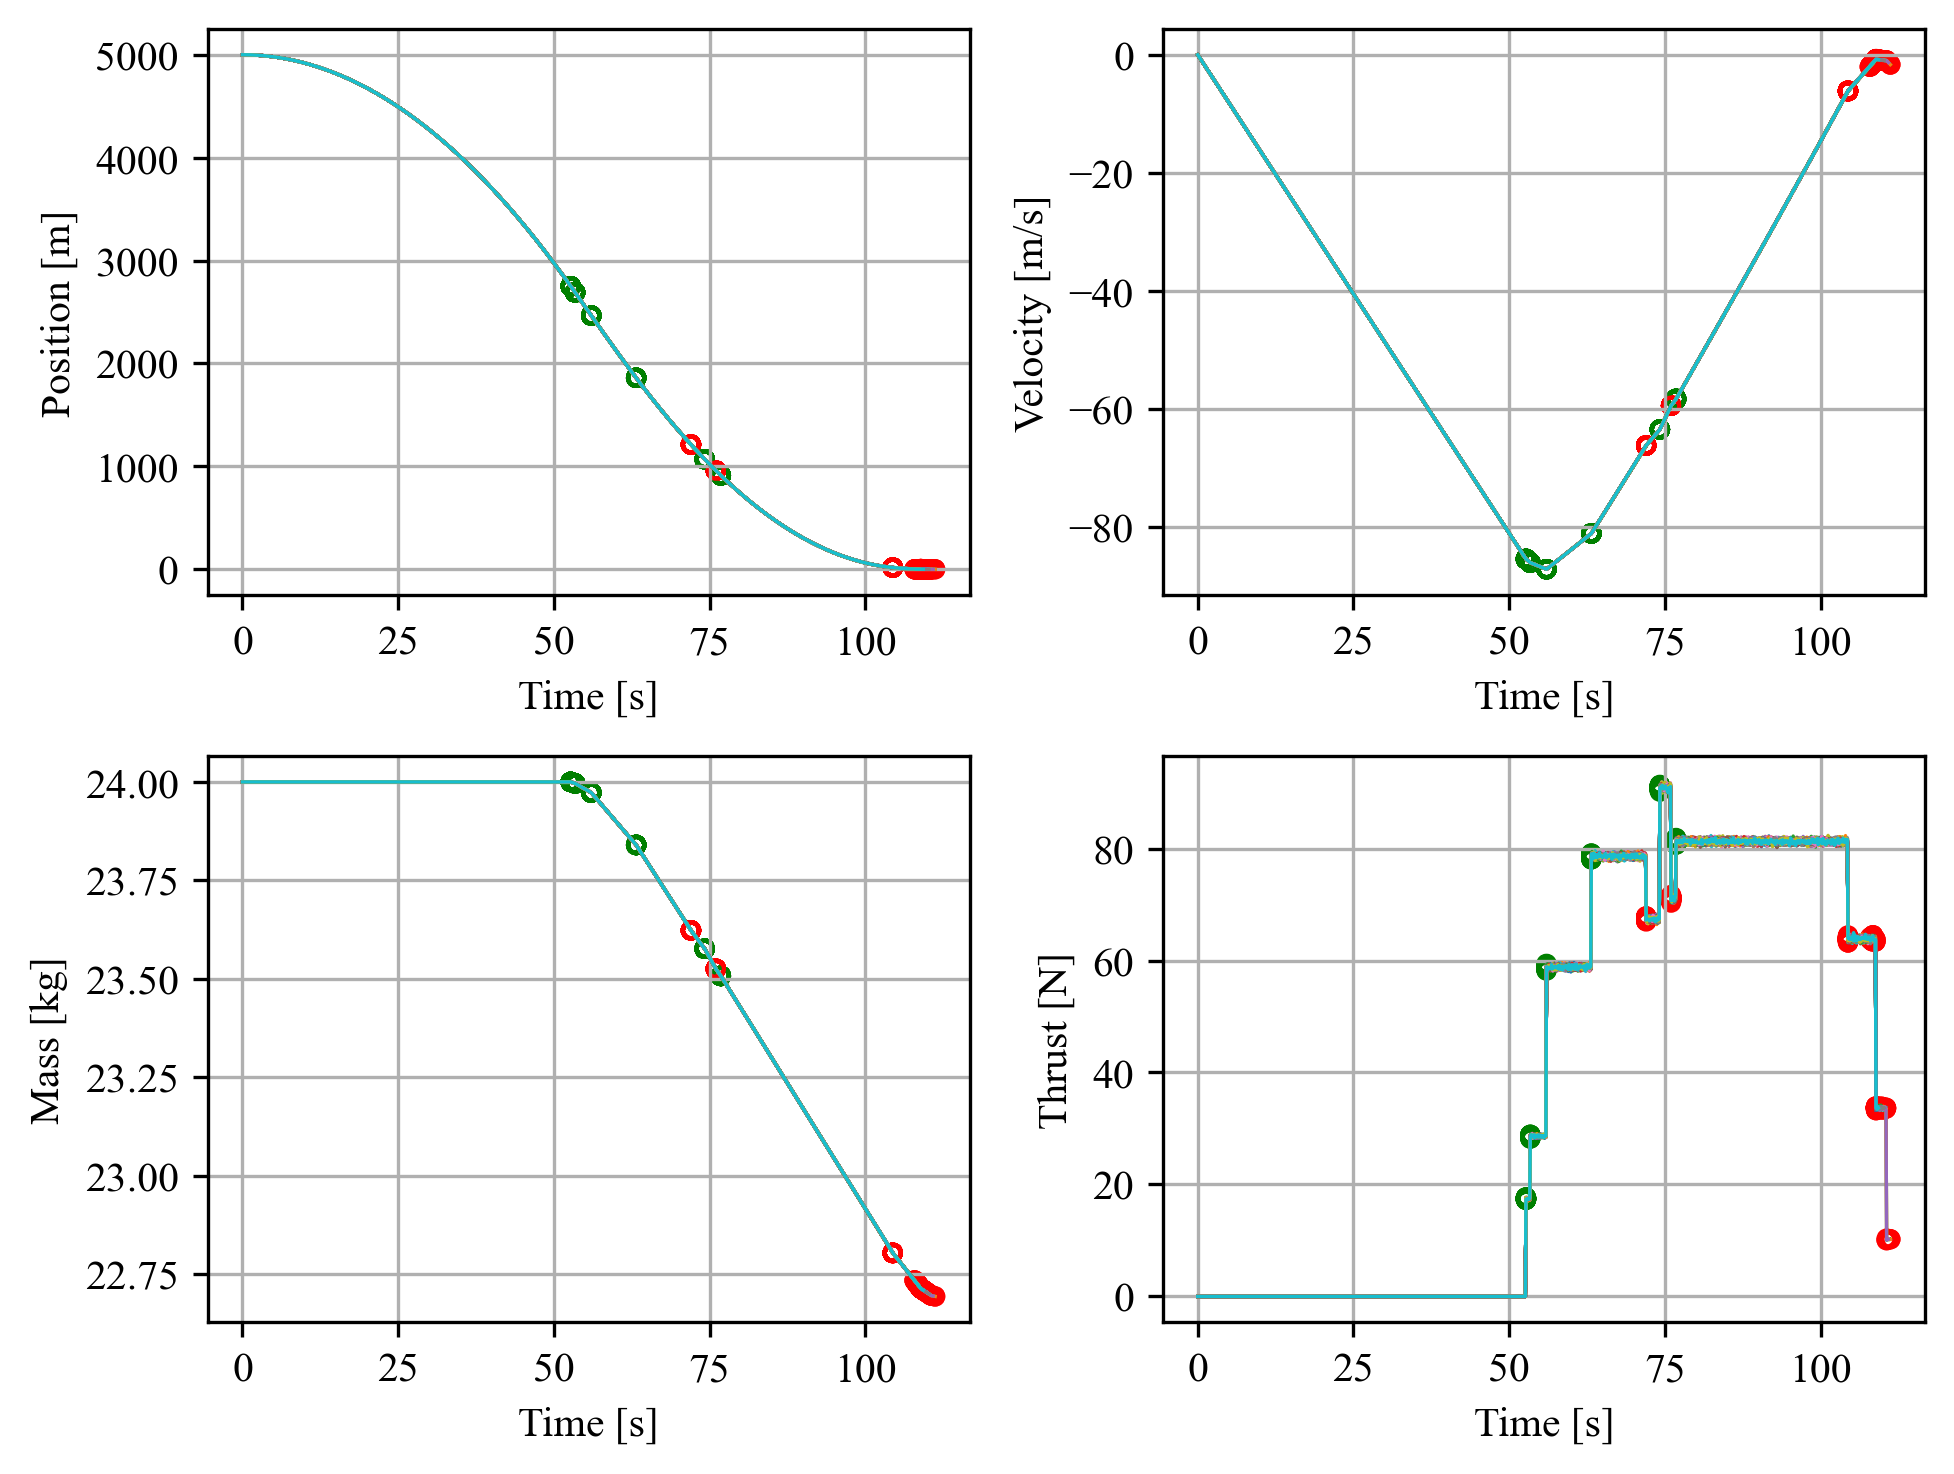 5000
4000
3000
2000
1000
0
Position [m]
0 25 50 75 100
Time [s]
0
−20
−40
−60
−80
Velocity [m/s]
0 25 50 75 100
Time [s]
24.00
23.75
23.50
23.25
23.00
22.75
Mass [kg]
0 25 50 75 100
Time [s]
80
60
40
20
0
Thrust [N]
0 25 50 75 100
Time [s]